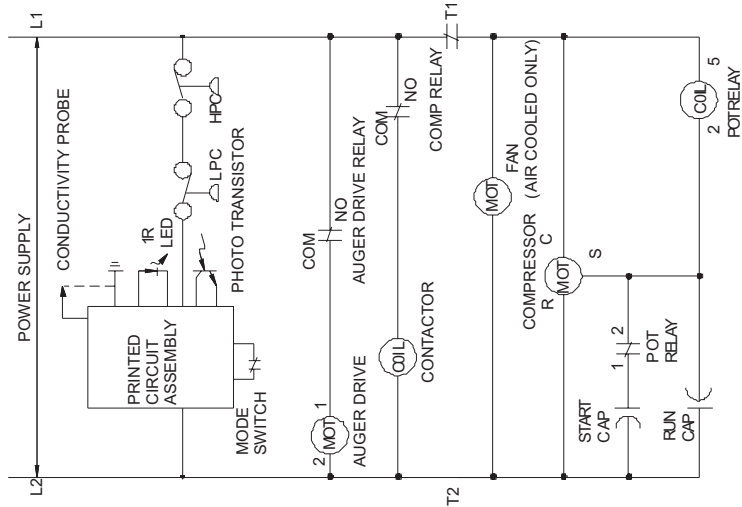 L1
L2
POWER SUPPLY
CONDUCTIVITY PROBE
1R
LED
PHOTO TRANSISTOR
LPC
HPC
PRINTED
CIRCUIT
ASSEMBLY
MODE
SWITCH
2
MOT
1
AUGER DRIVE
COM
NO
AUGER DRIVE RELAY
COIL
CONTACTOR
COM
NO
COMP RELAY
T1
T2
MOT
FAN
(AIR COOLED ONLY)
COMPRESSOR
R
C
MOT
S
START
CAP
1
2
POT
RELAY
RUN
CAP
2
COIL
5
POTRELAY